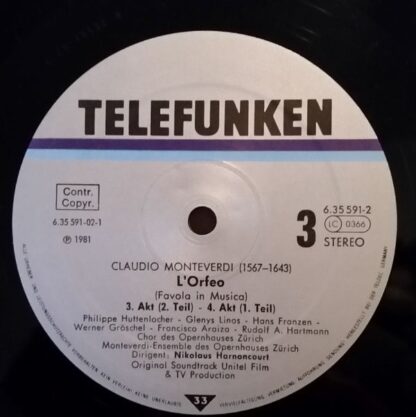 TELEFUNKEN
Contr.
Copyr.
6.35 591-02-1
℗ 1981
3
6.35 591-2
LC 0366
STEREO
CLAUDIO MONTEVERDI (1567–1643)
L'Orfeo
(Favola in Musica)
3. Akt (2. Teil) - 4. Akt (1. Teil)
Philippe Huttenlocher - Glenys Linos - Hans Franzen -
Werner Gröschel - Francisco Araiza - Rudolf A. Hartmann
Chor des Opernhauses Zürich
Monteverdi-Ensemble des Opernhauses Zürich
Dirigent: Nikolaus Harnoncourt
Original Soundtrack Unitel Film
& TV Production
33